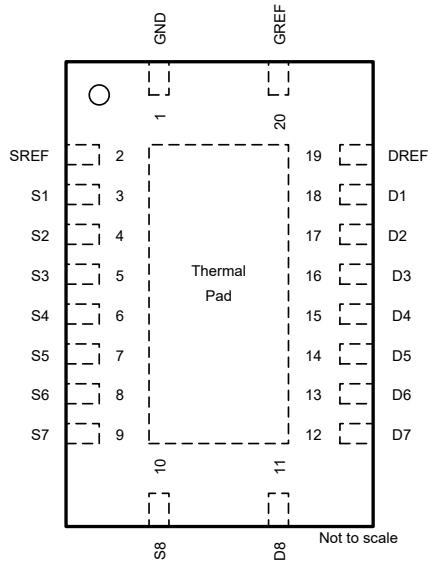 GND GREF
1 20
SREF 2 19 DREF
S1 3 18 D1
S2 4 17 D2
S3 5 16 D3
Thermal
Pad
S4 6 15 D4
S5 7 14 D5
S6 8 13 D6
S7 9 12 D7
10 11
S8 D8
Not to scale